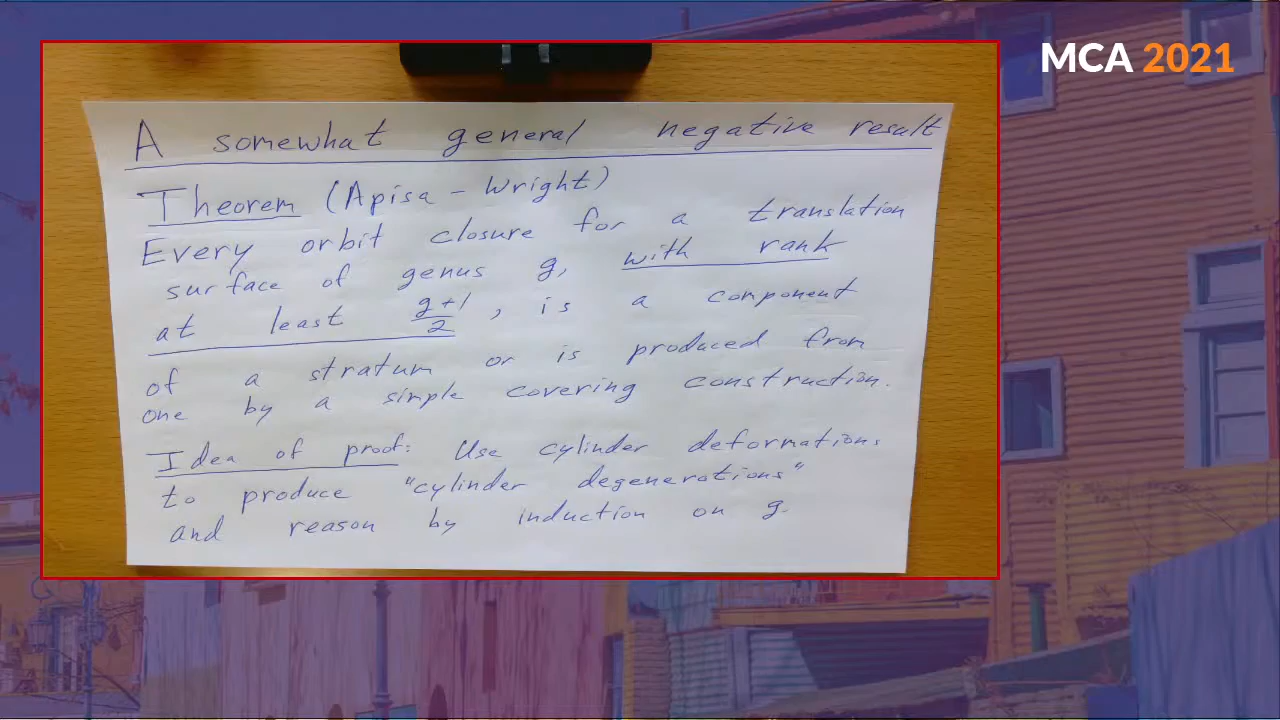 MCA 2021
A somewhat general negative result
Theorem (Apisa - Wright)
Every orbit closure for a translation
surface of genus g, with rank
at least g+1/2, is a component
of a stratum or is produced from
one by a simple covering construction.
Idea of proof: Use cylinder deformations
to produce "cylinder degenerations"
and reason by induction on g.